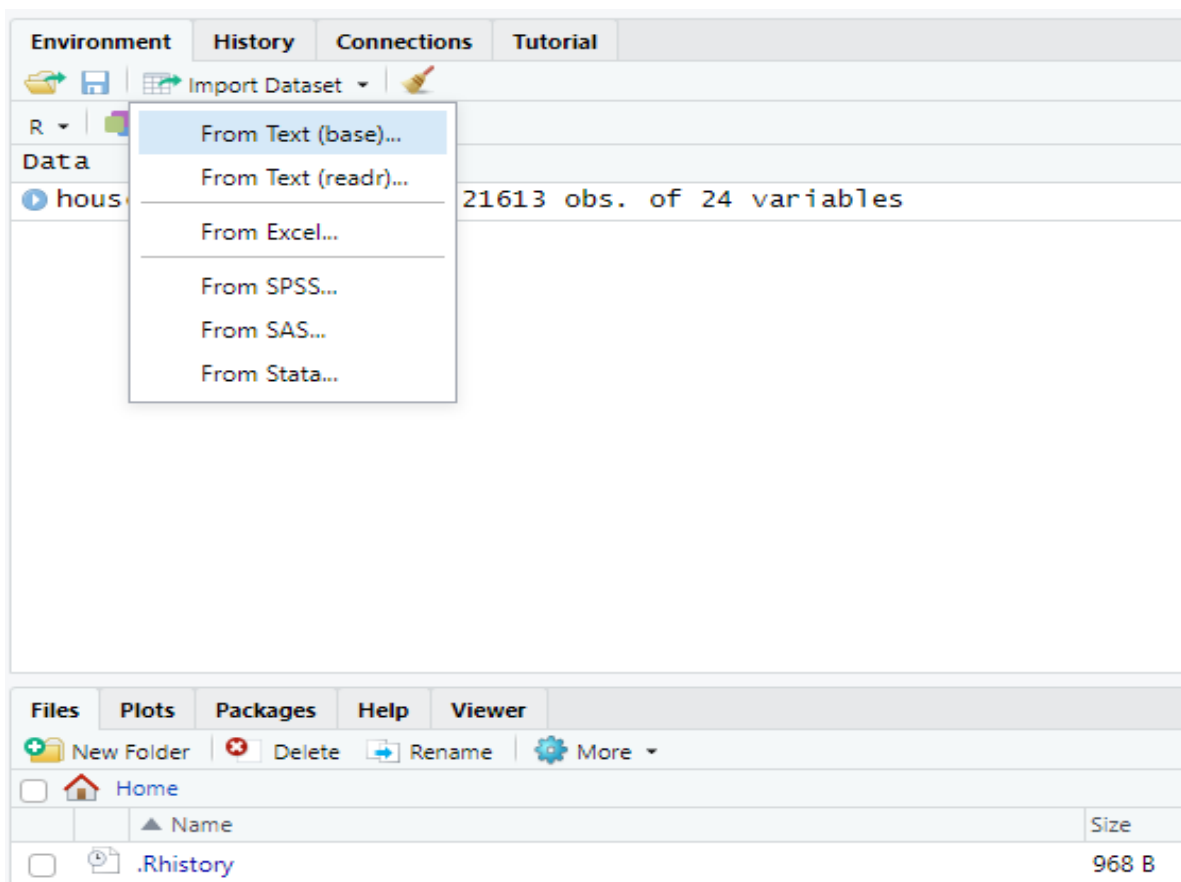 Environment History Connections Tutorial
Import Dataset
R
From Text (base)...
Data
From Text (readr)...
hous 21613 obs. of 24 variables
From Excel...
From SPSS...
From SAS...
From Stata...
Files Plots Packages Help Viewer
New Folder Delete Rename More
Home
Name Size
.Rhistory 968 B